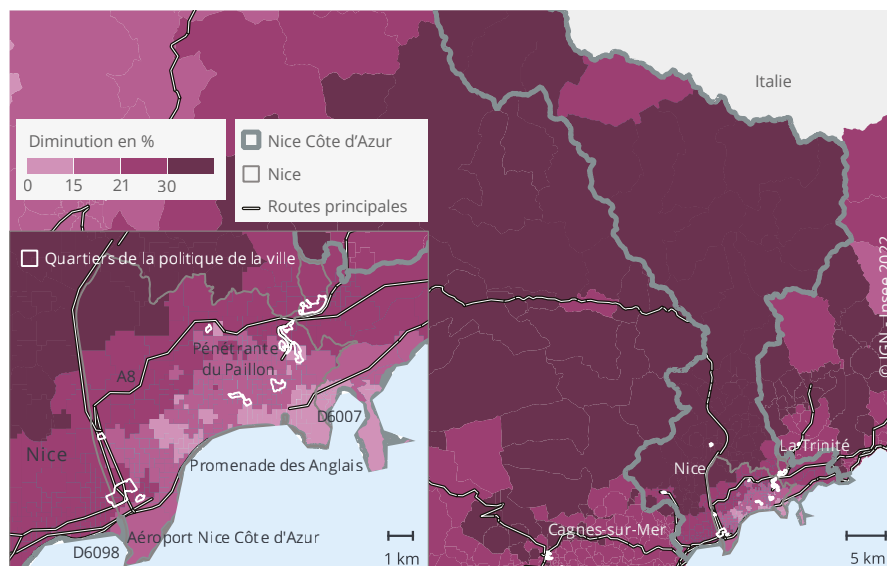 Italie
Diminution en %
0 15 21 30
Nice Côte d'Azur
Nice
Routes principales
Quartiers de la politique de la ville
© IGN - Insee 2022
Pénétrante
du Paillon
A8
D6007
Nice
Promenade des Anglais
Aéroport Nice Côte d'Azur
D6098
1 km
La Trinité
Nice
Cagnes-sur-Mer
5 km